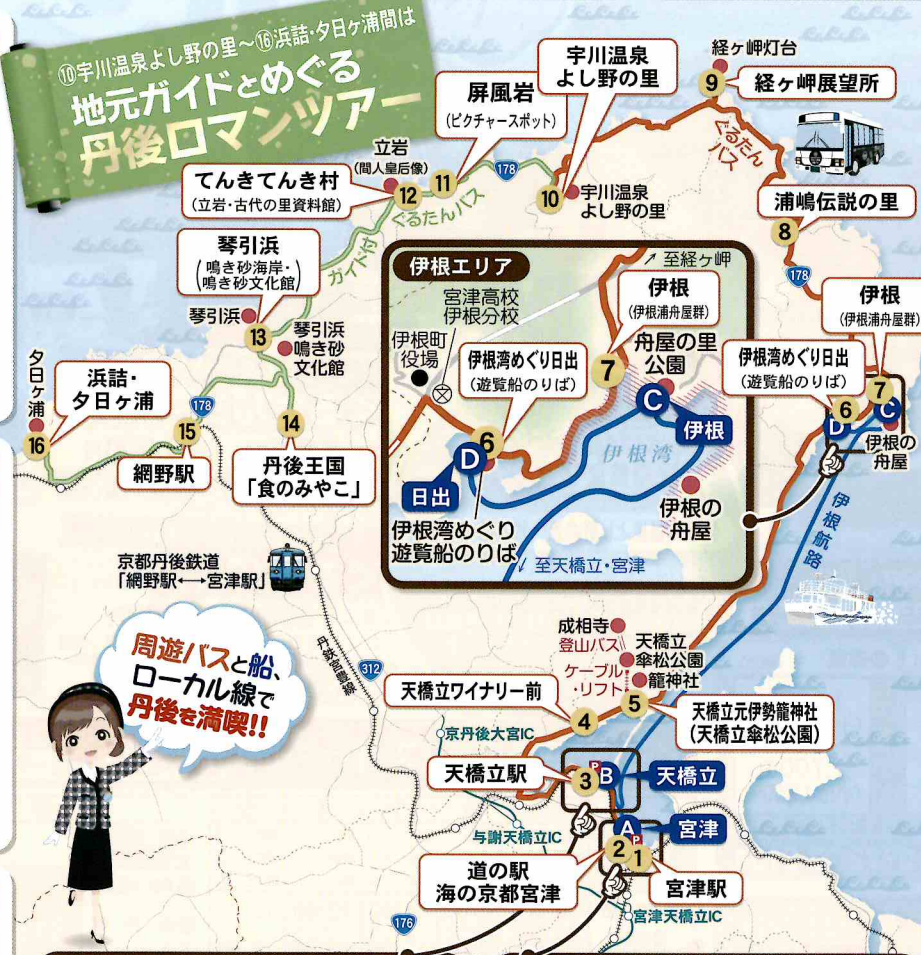 ⑩宇川温泉よし野の里～⑯浜詰・夕日ヶ浦間は
地元ガイドとめぐる
丹後ロマンツアー
経ヶ岬灯台
9
経ヶ岬展望所
ぐるたん
バス
宇川温泉
よし野の里
屏風岩
(ピクチャースポット)
立岩
(間人皇后像)
12
11
178
10
宇川温泉
よし野の里
てんきてんき村
(立岩・古代の里資料館)
ガイド付 ぐるたんバス
浦嶋伝説の里
8
178
琴引浜
(鳴き砂海岸・
鳴き砂文化館)
琴引浜
13
琴引浜
鳴き砂
文化館
伊根エリア
↗至経ヶ岬
宮津高校
伊根分校
伊根町
役場
伊根湾めぐり日出
(遊覧船のりば)
伊根
(伊根浦舟屋群)
7
舟屋の里
公園
C
伊根
6
D
日出
伊根湾
伊根湾めぐり
遊覧船のりば
伊根の
舟屋
↓至天橋立・宮津
伊根
(伊根浦舟屋群)
伊根湾めぐり日出
(遊覧船のりば)
6
7
D
C
伊根の
舟屋
伊根航路
夕日ヶ浦
16
浜詰・
夕日ヶ浦
178
15
網野駅
14
丹後王国
「食のみやこ」
京都丹後鉄道
「網野駅↔宮津駅」
丹鉄宮豊線
312
周遊バスと船、
ローカル線で
丹後を満喫!!
成相寺
登山バス
天橋立
傘松公園
ケーブル
・リフト
籠神社
天橋立ワイナリー前
4
5
天橋立元伊勢籠神社
(天橋立傘松公園)
京丹後大宮IC
天橋立駅
3
P
B
天橋立
与謝天橋立IC
A
宮津
P
2
1
道の駅
海の京都宮津
宮津駅
宮津天橋立IC
176